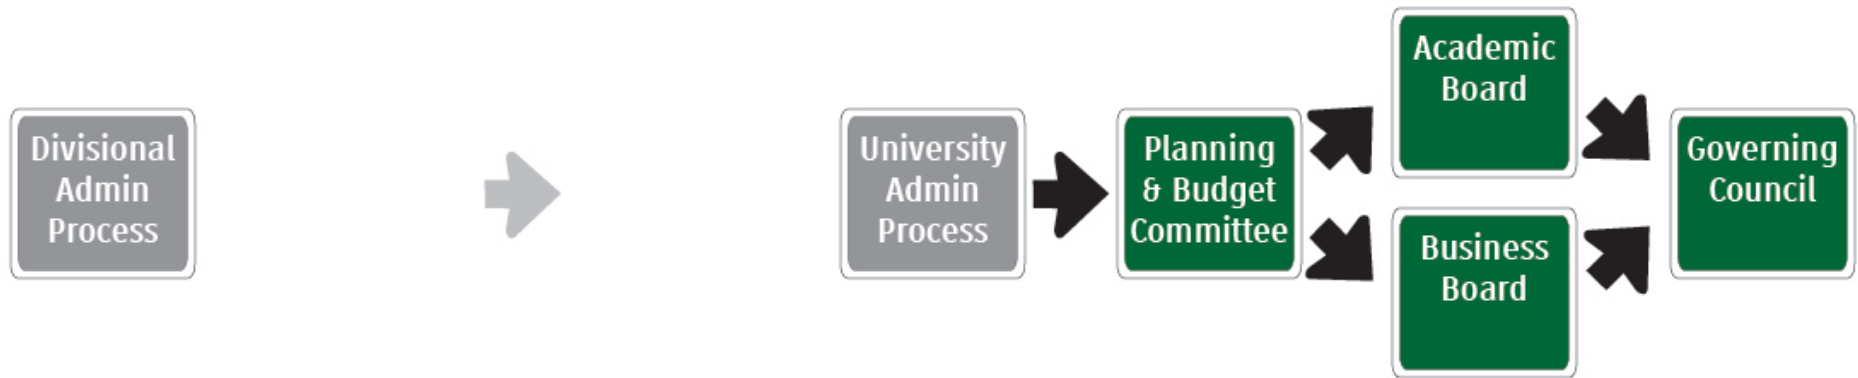 Divisional
Admin
Process
University
Admin
Process
Planning
& Budget
Committee
Academic
Board
Business
Board
Governing
Council